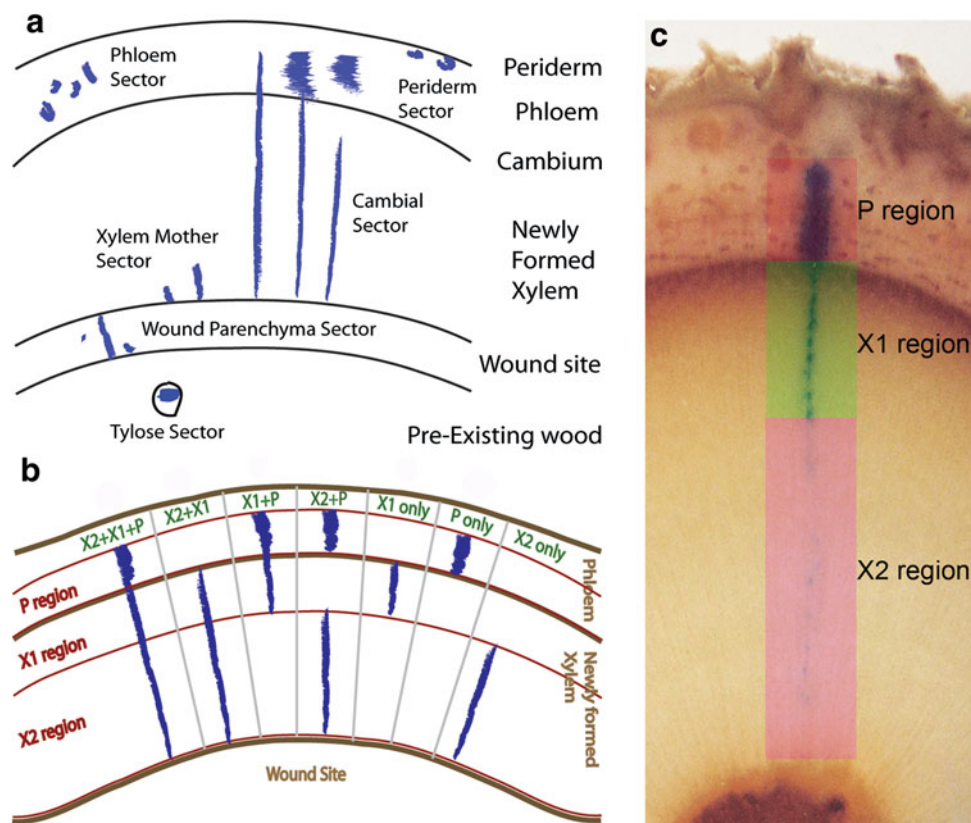 a
Phloem
Sector
Periderm
Sector
Periderm
Phloem
Cambium
Cambial
Sector
Xylem Mother
Sector
Newly
Formed
Xylem
Wound Parenchyma Sector
Wound site
Tylose Sector
Pre-Existing wood
b
X2+X1+P
X2+X1
X1+P
X2+P
X1 only
P only
X2 only
P region
X1 region
X2 region
Phloem
Newly formed
Xylem
Wound Site
c
P region
X1 region
X2 region